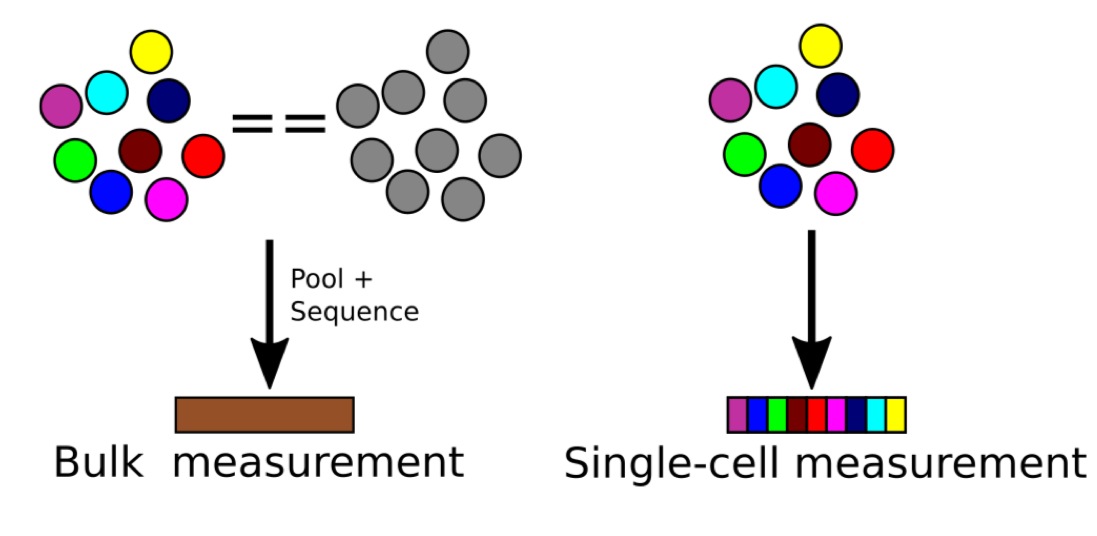 ==
Pool +
Sequence
Bulk measurement
Single-cell measurement